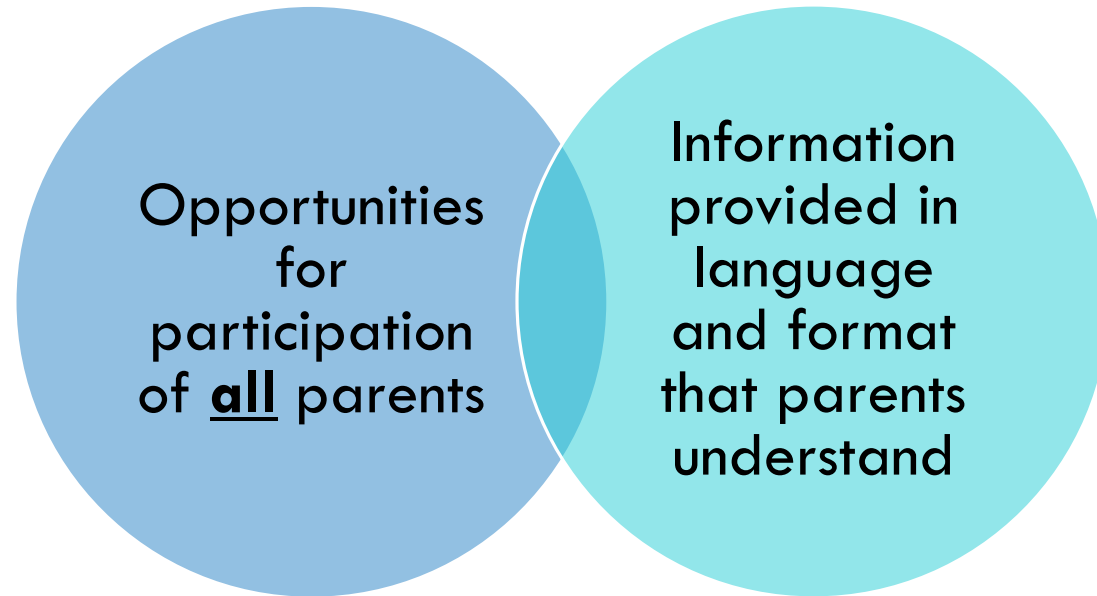 Opportunities
for
participation
of all parents
Information
provided in
language
and format
that parents
understand